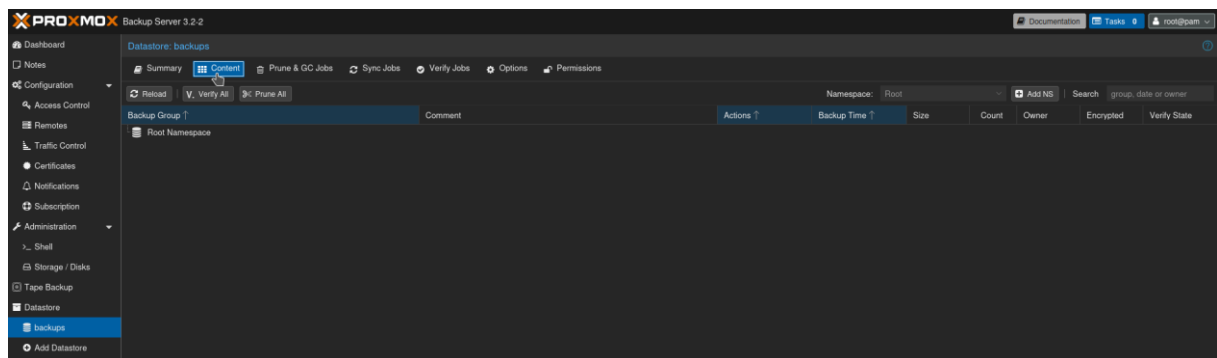 PROXMOX Backup Server 3.2-2 Documentation Tasks 0 root@pam
Dashboard
Notes
Configuration
Access Control
Remotes
Traffic Control
Certificates
Notifications
Subscription
Administration
>_ Shell
Storage / Disks
Tape Backup
Datastore
backups
Add Datastore
Datastore: backups
Summary Content Prune & GC Jobs Sync Jobs Verify Jobs Options Permissions
Reload V. Verify All Prune All Namespace: Root Add NS Search group, date or owner
Backup Group ↑ Comment Actions ↑ Backup Time ↑ Size Count Owner Encrypted Verify State
Root Namespace